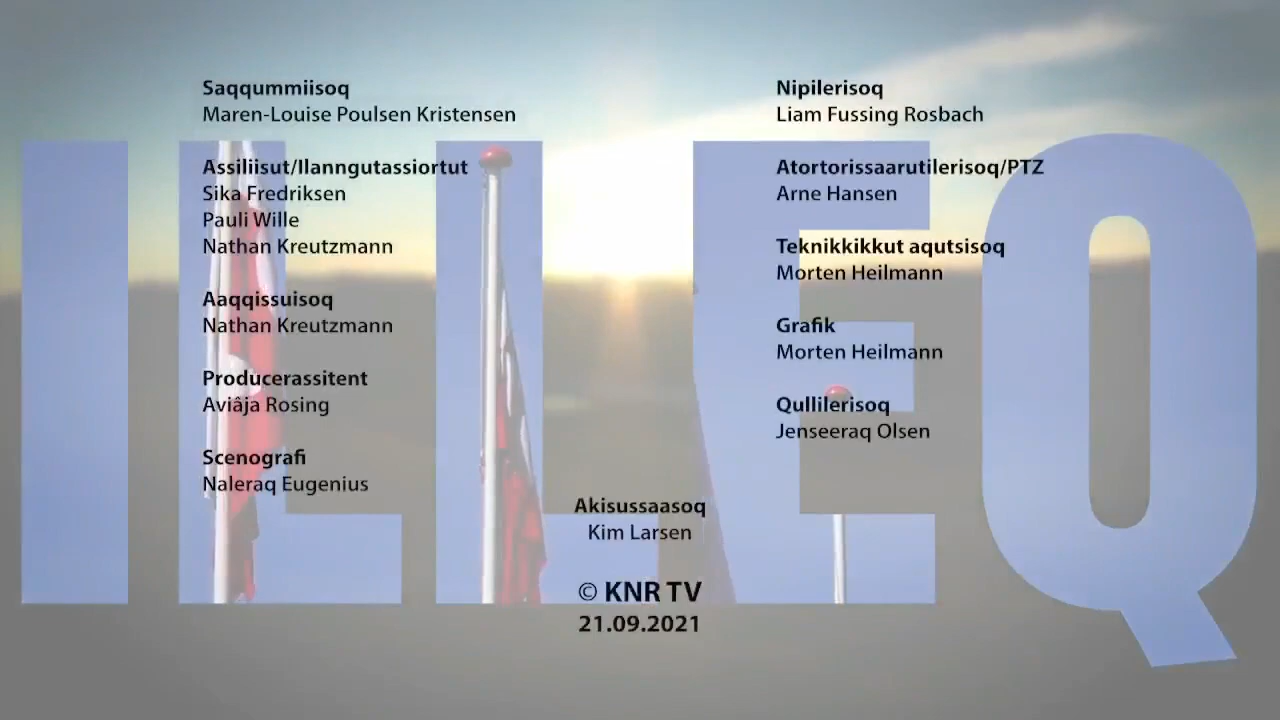 Saqqummiisoq
Maren-Louise Poulsen Kristensen
Assiliisut/Ilanngutassiortut
Sika Fredriksen
Pauli Wille
Nathan Kreutzmann
Aaqqissuisoq
Nathan Kreutzmann
Producerassitent
Aviâja Rosing
Scenografi
Naleraq Eugenius
Nipilerisoq
Liam Fussing Rosbach
Atortorissaarutilerisoq/PTZ
Arne Hansen
Teknikkikkut aqutsisoq
Morten Heilmann
Grafik
Morten Heilmann
Qullilerisoq
Jenseeraq Olsen
Akisussaasoq
Kim Larsen
© KNR TV
21.09.2021
ILLEQ